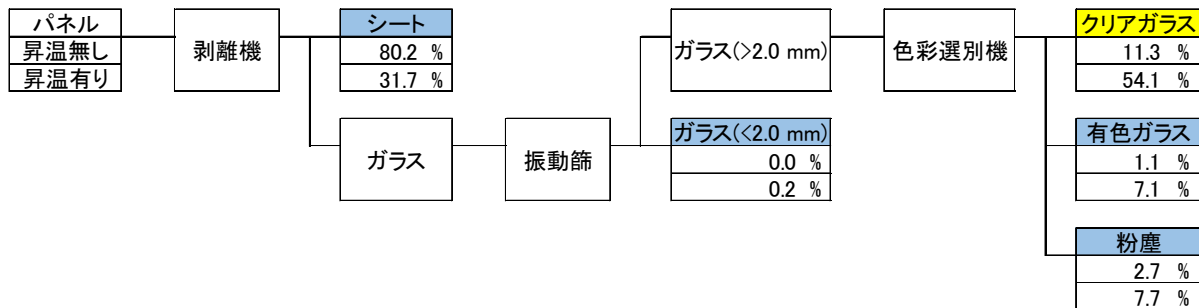 パネル
昇温無し
昇温有り
剥離機
シート
80.2 %
31.7 %
ガラス
振動篩
ガラス(>2.0 mm)
ガラス(<2.0 mm)
0.0 %
0.2 %
色彩選別機
クリアガラス
11.3 %
54.1 %
有色ガラス
1.1 %
7.1 %
粉塵
2.7 %
7.7 %